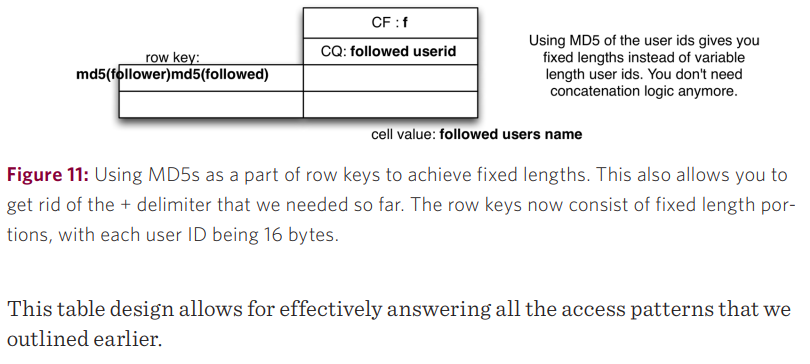 CF : f
CQ: followed userid
row key:
md5(follower)md5(followed)
Using MD5 of the user ids gives you
fixed lengths instead of variable
length user ids. You don't need
concatenation logic anymore.
cell value: followed users name
Figure 11: Using MD5s as a part of row keys to achieve fixed lengths. This also allows you to
get rid of the + delimiter that we needed so far. The row keys now consist of fixed length por-
tions, with each user ID being 16 bytes.
This table design allows for effectively answering all the access patterns that we
outlined earlier.